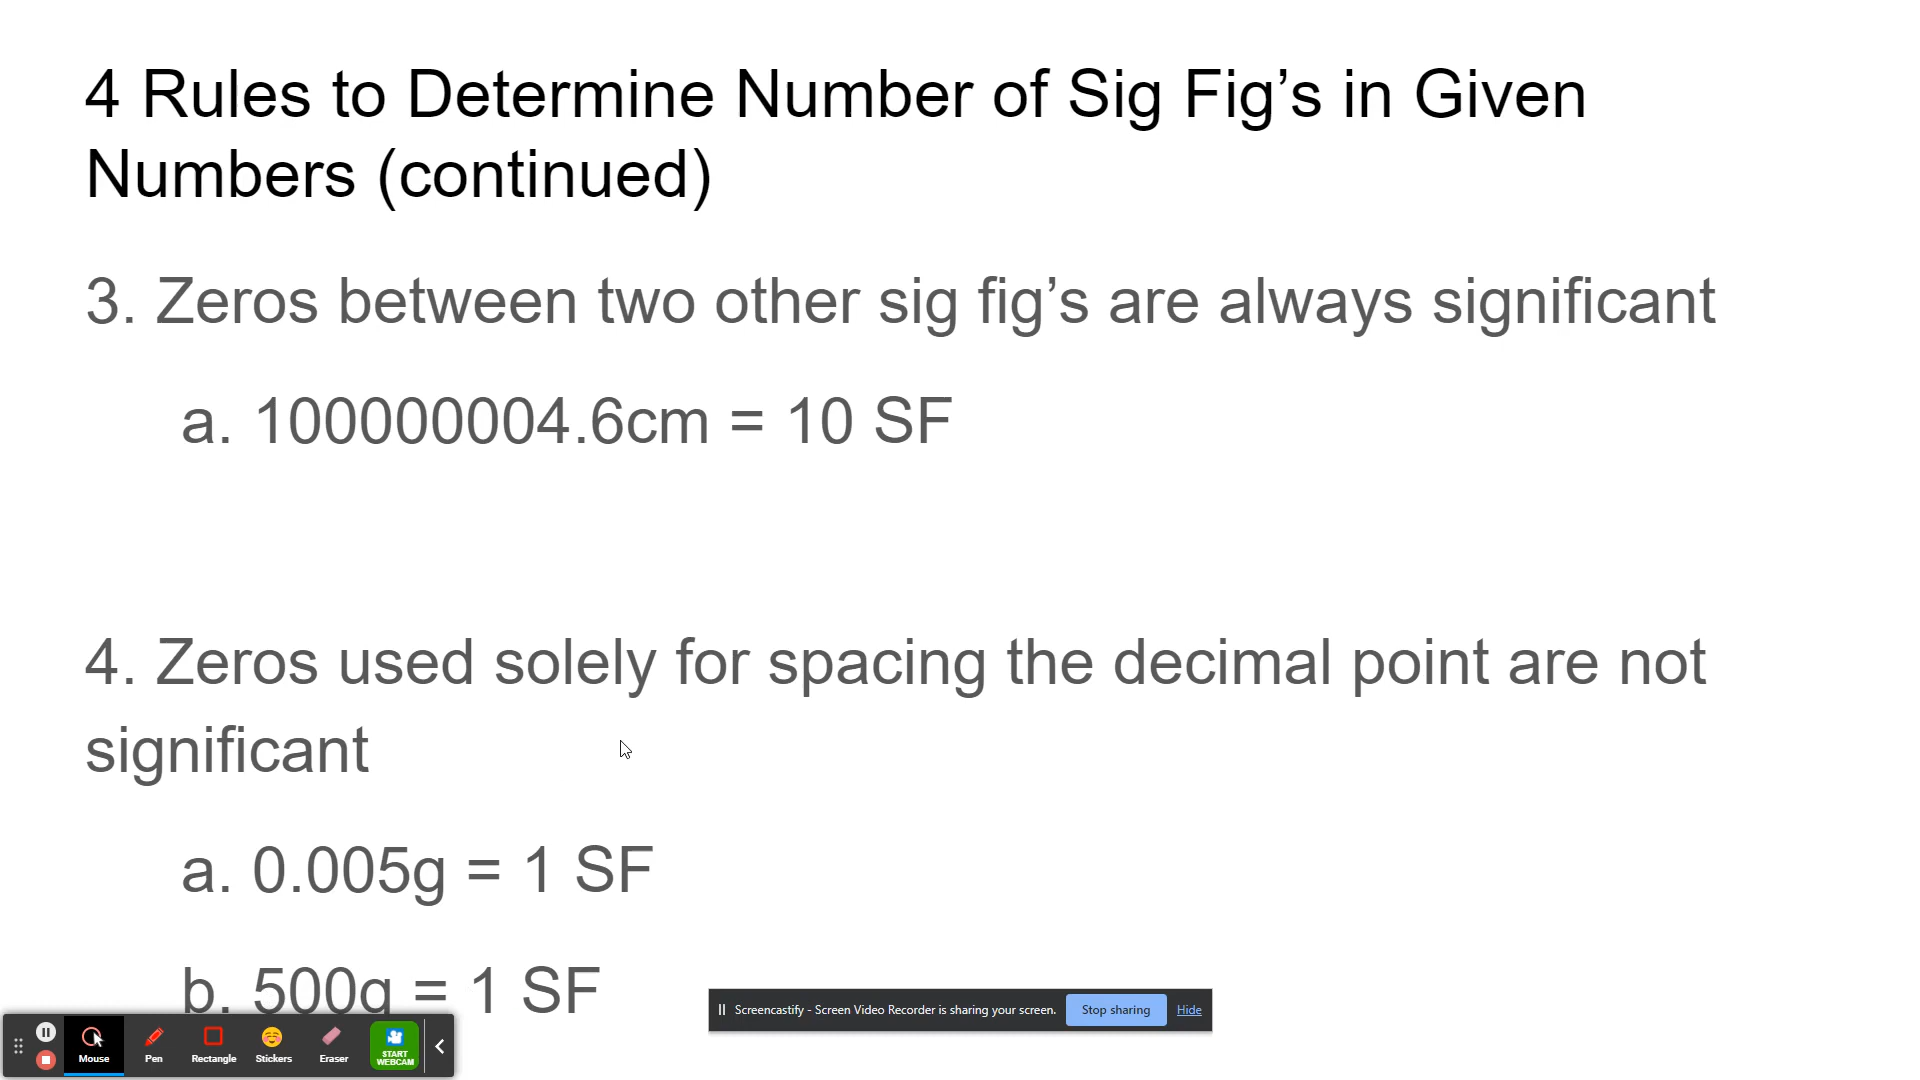 4 Rules to Determine Number of Sig Fig’s in Given
Numbers (continued)
3. Zeros between two other sig fig’s are always significant
a. 100000004.6cm = 10 SF
4. Zeros used solely for spacing the decimal point are not
significant
a. 0.005g = 1 SF
b. 500g = 1 SF
Screencastify - Screen Video Recorder is sharing your screen. Stop sharing Hide
Mouse Pen Rectangle Stickers Eraser START
WEBCAM